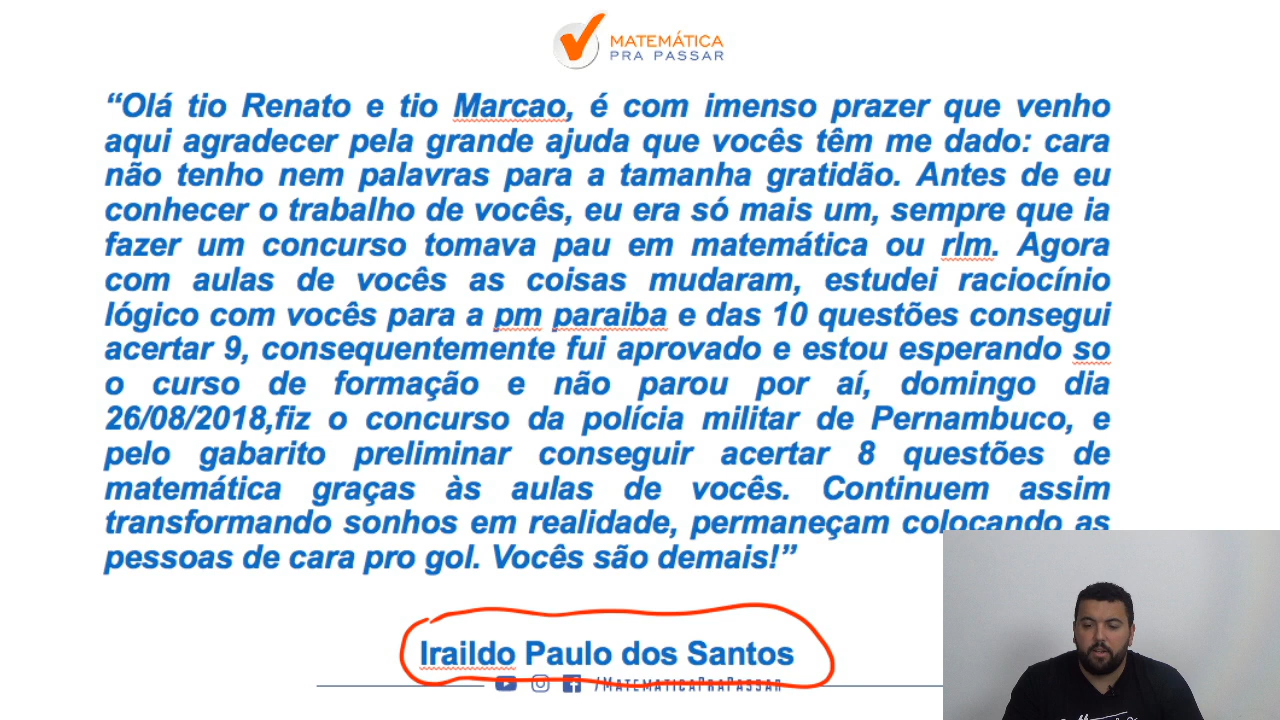 MATEMÁTICA
PRA PASSAR
“Olá tio Renato e tio Marcao, é com imenso prazer que venho
aqui agradecer pela grande ajuda que vocês têm me dado: cara
não tenho nem palavras para a tamanha gratidão. Antes de eu
conhecer o trabalho de vocês, eu era só mais um, sempre que ia
fazer um concurso tomava pau em matemática ou rlm. Agora
com aulas de vocês as coisas mudaram, estudei raciocínio
lógico com vocês para a pm paraiba e das 10 questões consegui
acertar 9, consequentemente fui aprovado e estou esperando so
o curso de formação e não parou por aí, domingo dia
26/08/2018,fiz o concurso da polícia militar de Pernambuco, e
pelo gabarito preliminar conseguir acertar 8 questões de
matemática graças às aulas de vocês. Continuem assim
transformando sonhos em realidade, permaneçam colocando as
pessoas de cara pro gol. Vocês são demais!”
Iraildo Paulo dos Santos
/MATEMATICAPRAPASSAR